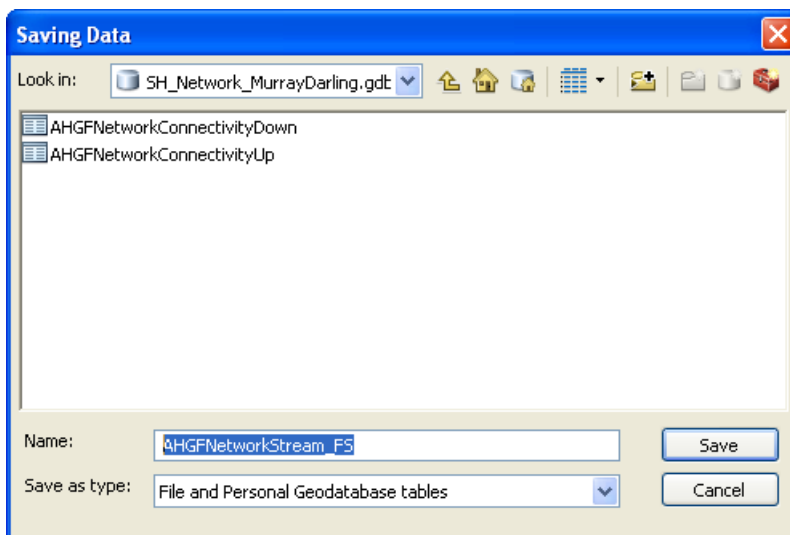 Saving Data
Look in: SH_Network_MurrayDarling.gdb
AHGFNetworkConnectivityDown
AHGFNetworkConnectivityUp
Name: AHGFNetworkStream_FS Save
Save as type: File and Personal Geodatabase tables Cancel